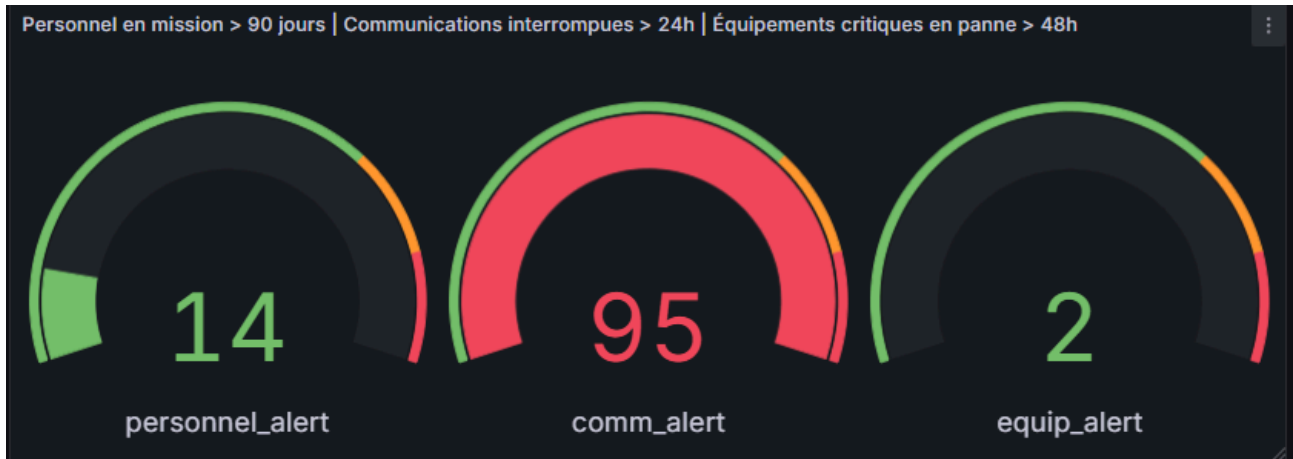 Personnel en mission > 90 jours | Communications interrompues > 24h | Équipements critiques en panne > 48h
14
95
2
personnel_alert
comm_alert
equip_alert